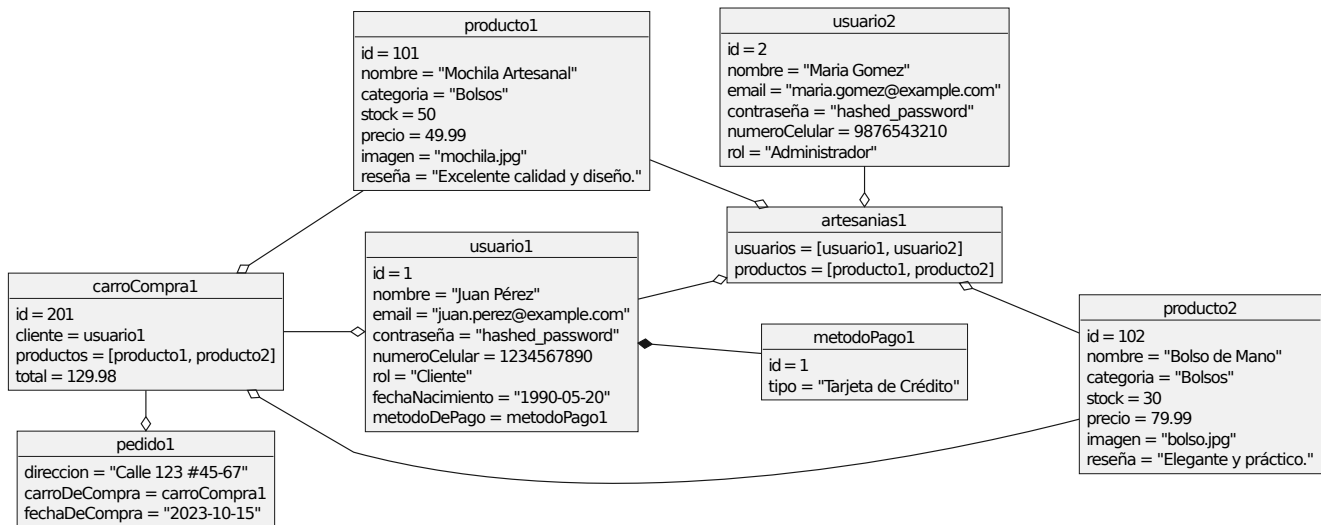 producto1
id = 101
nombre = "Mochila Artesanal"
categoria = "Bolsos"
stock = 50
precio = 49.99
imagen = "mochila.jpg"
reseña = "Excelente calidad y diseño."
usuario2
id = 2
nombre = "Maria Gomez"
email = "maria.gomez@example.com"
contraseña = "hashed_password"
numeroCelular = 9876543210
rol = "Administrador"
artesanias1
usuarios = [usuario1, usuario2]
productos = [producto1, producto2]
usuario1
id = 1
nombre = "Juan Pérez"
email = "juan.perez@example.com"
contraseña = "hashed_password"
numeroCelular = 1234567890
rol = "Cliente"
fechaNacimiento = "1990-05-20"
metodoDePago = metodoPago1
carroCompra1
id = 201
cliente = usuario1
productos = [producto1, producto2]
total = 129.98
metodoPago1
id = 1
tipo = "Tarjeta de Crédito"
producto2
id = 102
nombre = "Bolso de Mano"
categoria = "Bolsos"
stock = 30
precio = 79.99
imagen = "bolso.jpg"
reseña = "Elegante y práctico."
pedido1
direccion = "Calle 123 #45-67"
carroDeCompra = carroCompra1
fechaDeCompra = "2023-10-15"